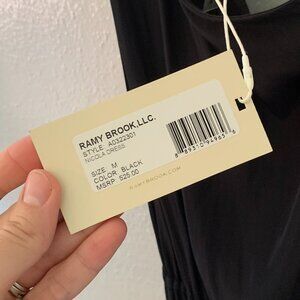 RAMY BROOK,LLC.
STYLE A0322301
NICOLA DRESS
SIZE: M
COLOR: BLACK
MSRP: 525.00
RAMYBROOK.COM